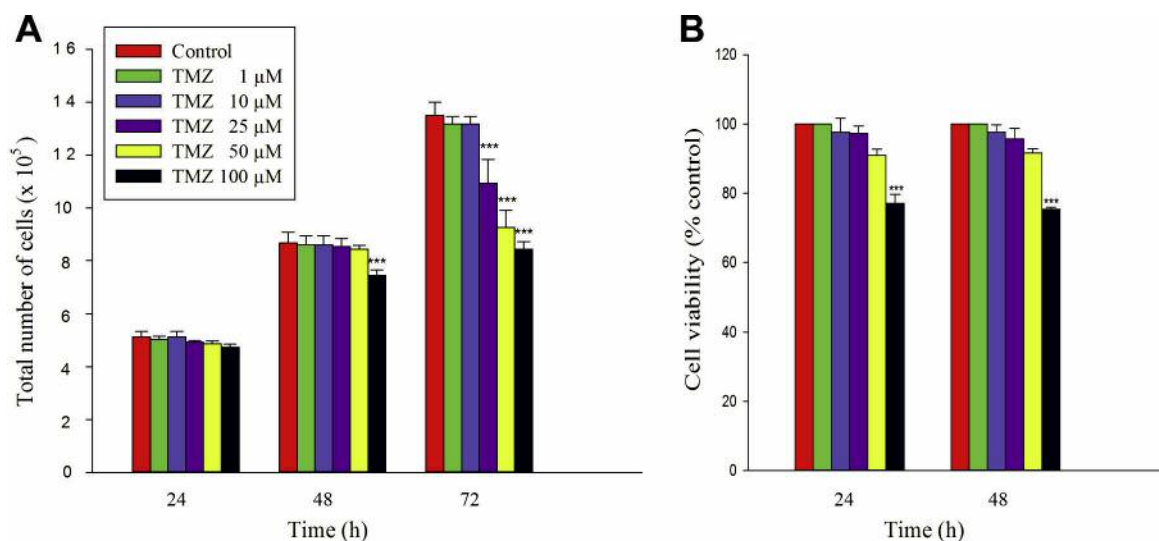 A
Total number of cells (x 10⁵)
16
14
12
10
8
6
4
2
0
Control
TMZ 1 µM
TMZ 10 µM
TMZ 25 µM
TMZ 50 µM
TMZ 100 µM
***
***
***
***
24 48 72
Time (h)
B
Cell viability (% control)
120
100
80
60
40
20
0
***
***
24 48
Time (h)